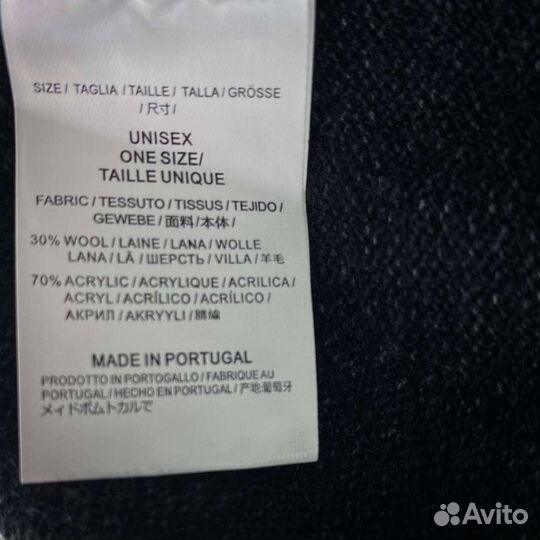 SIZE / TAGLIA / TAILLE / TALLA / GRÖSSE
/ 尺寸 /
UNISEX
ONE SIZE/
TAILLE UNIQUE
FABRIC / TESSUTO / TISSUS / TEJIDO /
GEWEBE / 面料 / 本体 /
30% WOOL / LAINE / LANA / WOLLE
LANA / LÃ / ШЕРСТЬ / VILLA / 羊毛
70% ACRYLIC / ACRYLIQUE / ACRILICA /
ACRYL / ACRÍLICO / ACRÍLICO /
АКРИЛ / AKRYYLI / 腈綸
MADE IN PORTUGAL
PRODOTTO IN PORTOGALLO / FABRIQUE AU
PORTUGAL / HECHO EN PORTUGAL / 产地葡萄牙
メイドポムトカルで
Avito